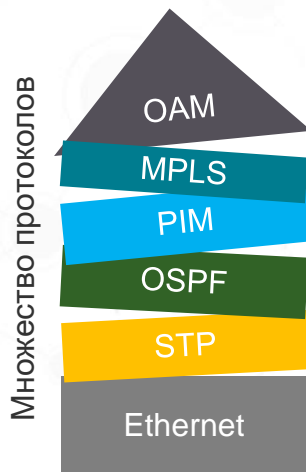 Множество протоколов
OAM
MPLS
PIM
OSPF
STP
Ethernet